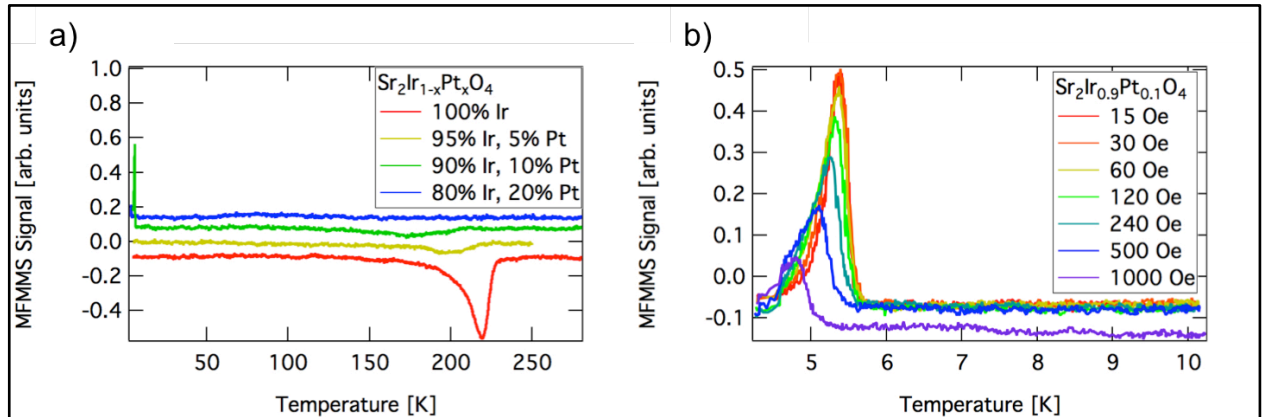 a)
MFMMS Signal [arb. units]
1.0
0.8
0.6
0.4
0.2
0.0
-0.2
-0.4
Sr₂Ir₁₋ₓPtₓO₄
100% Ir
95% Ir, 5% Pt
90% Ir, 10% Pt
80% Ir, 20% Pt
50 100 150 200 250
Temperature [K]
b)
MFMMS Signal [arb. units]
0.5
0.4
0.3
0.2
0.1
0.0
-0.1
Sr₂Ir₀.₉Pt₀.₁O₄
15 Oe
30 Oe
60 Oe
120 Oe
240 Oe
500 Oe
1000 Oe
5 6 7 8 9 10
Temperature [K]